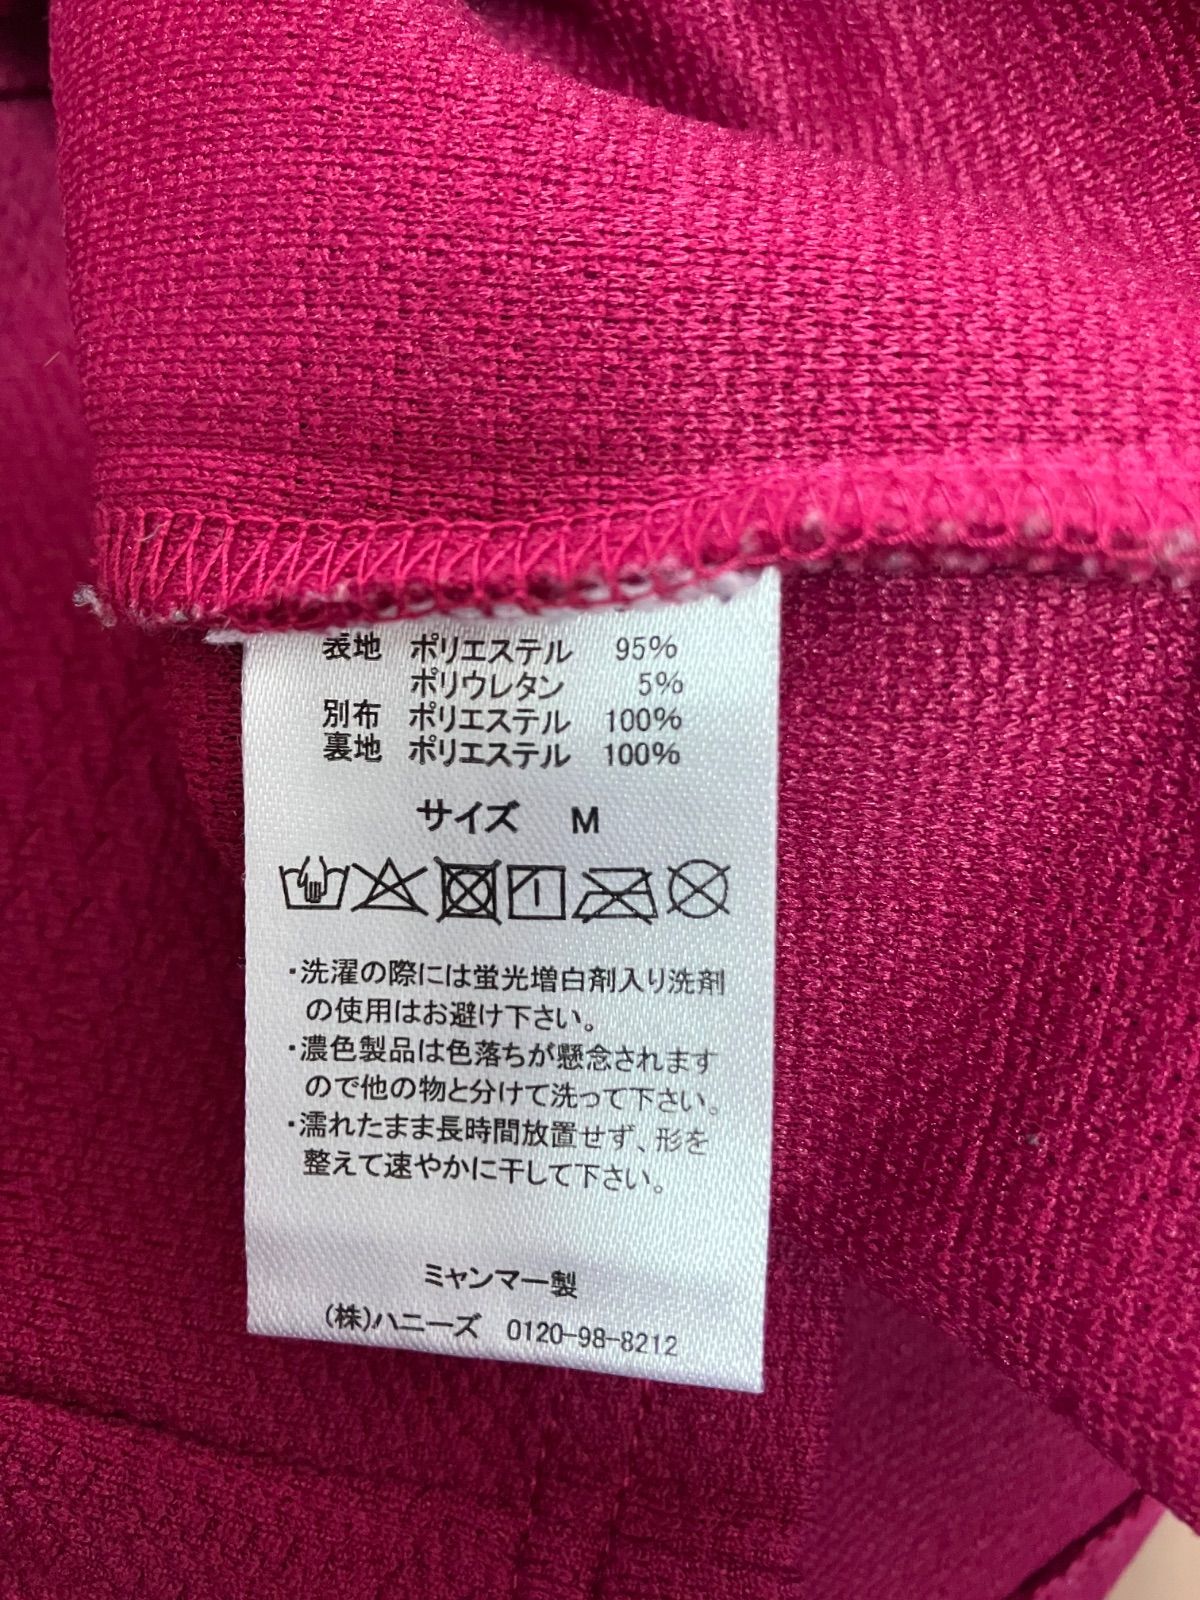 表地 ポリエステル 95%
ポリウレタン 5%
別布 ポリエステル 100%
裏地 ポリエステル 100%
サイズ M
・洗濯の際には蛍光増白剤入り洗剤
の使用はお避け下さい。
・濃色製品は色落ちが懸念されます
ので他の物と分けて洗って下さい。
・濡れたまま長時間放置せず、形を
整えて速やかに干して下さい。
ミャンマー製
(株)ハニーズ 0120-98-8212